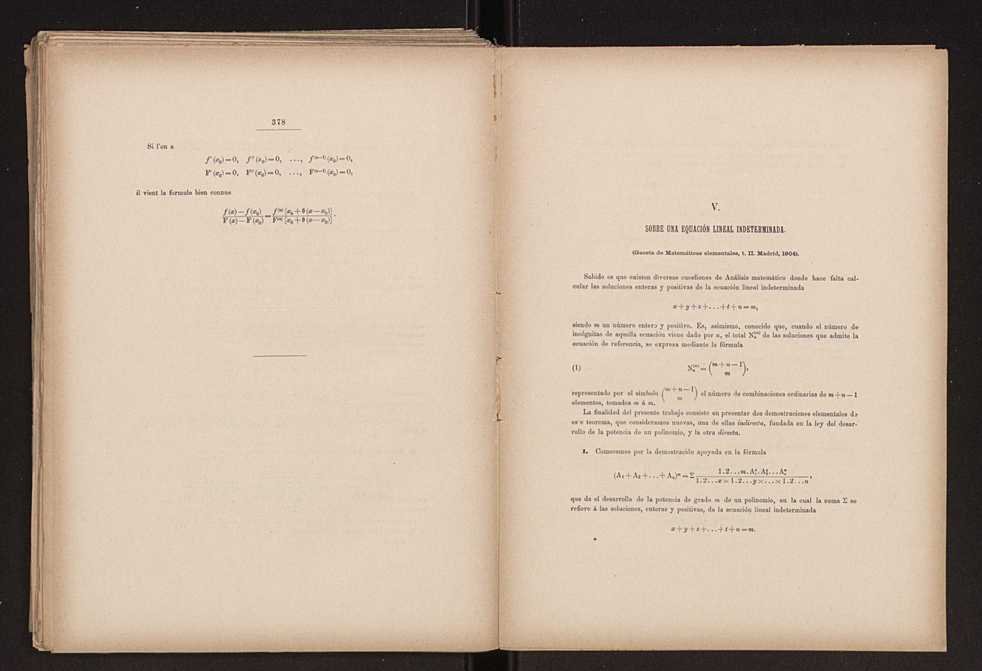 378
Si l'on a
f' (x₀) = 0, f'' (x₀) = 0, ..., f⁽ⁿ⁻¹⁾ (x₀) = 0,
F' (x₀) = 0, F'' (x₀) = 0, ..., F⁽ⁿ⁻¹⁾ (x₀) = 0,
il vient la formule bien connue
f (x) — f (x₀) / F (x) — F (x₀) = f⁽ⁿ⁾ [x₀ + θ (x — x₀)] / F⁽ⁿ⁾ [x₀ + θ (x — x₀)] .
V.
SOBRE UNA EQUACIÓN LINEAL INDETERMINADA.
(Gaceta de Matemáticas elementales, t. II. Madrid, 1904).
Sabido es que existen diversas cuestiones de Análisis matemático donde hace falta cal-
cular las soluciones enteras y positivas de la ecuación lineal indeterminada
x + y + z + . . . + t + u = m,
siendo m un número entero y positivo. Es, asimismo, conocido que, cuando el número de
incógnitas de aquella ecuación viene dado por n, el total Nₙ⁽ᵐ⁾ de las soluciones que admite la
ecuación de referencia, se expresa mediante la fórmula
(1) Nₙ⁽ᵐ⁾ = (m + n — 1 / m),
representado por el símbolo (m + n — 1 / m) el número de combinaciones ordinarias de m + n — 1
elementos, tomados m á m.
La finalidad del presente trabajo consiste en presentar dos demostraciones elementales de
este teorema, que consideramos nuevas, una de ellas indirecta, fundada en la ley del desar-
rollo de la potencia de un polinomio, y la otra directa.
1. Comencemos por la demostración apoyada en la fórmula
(A₁ + A₂ + . . . + Aₙ)ᵐ = Σ 1 . 2 . . . m . A₁ˣ . A₂ʸ . . . Aₙᵘ / 1 . 2 . . . x × 1 . 2 . . . y × . . . × 1 . 2 . . . u ,
que da el desarrollo de la potencia de grado m de un polinomio, en la cual la suma Σ se
refiere á las soluciones, enteras y positivas, de la ecuación lineal indeterminada
x + y + z + . . . + t + u = m.